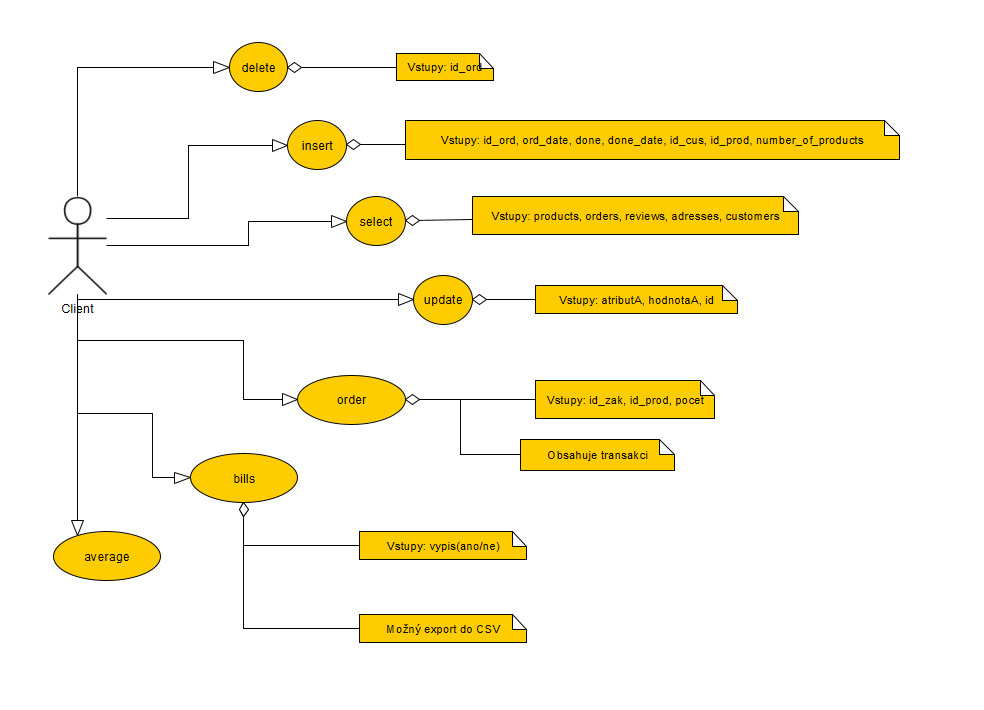 delete
Vstupy: id_ord
insert
Vstupy: id_ord, ord_date, done, done_date, id_cus, id_prod, number_of_products
select
Vstupy: products, orders, reviews, adresses, customers
Client
update
Vstupy: atributA, hodnotaA, id
order
Vstupy: id_zak, id_prod, pocet
Obsahuje transakci
bills
average
Vstupy: vypis(ano/ne)
Možný export do CSV